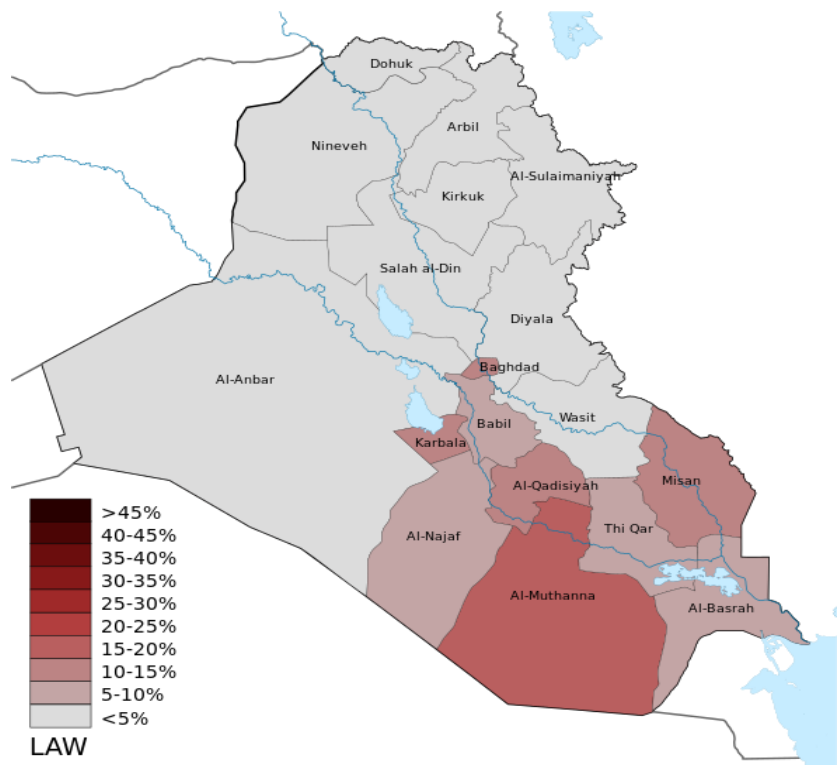 Dohuk
Arbil
Nineveh
Al-Sulaimaniyah
Kirkuk
Salah al-Din
Diyala
Baghdad
Al-Anbar
Wasit
Babil
Karbala
Misan
Al-Qadisiyah
Thi Qar
Al-Najaf
Al-Muthanna
Al-Basrah
>45%
40-45%
35-40%
30-35%
25-30%
20-25%
15-20%
10-15%
5-10%
<5%
LAW